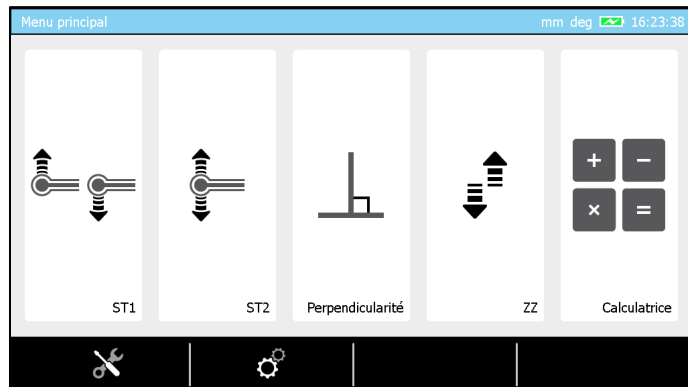 Menu principal
mm deg 16:23:38
ST1
ST2
Perpendicularité
ZZ
Calculatrice